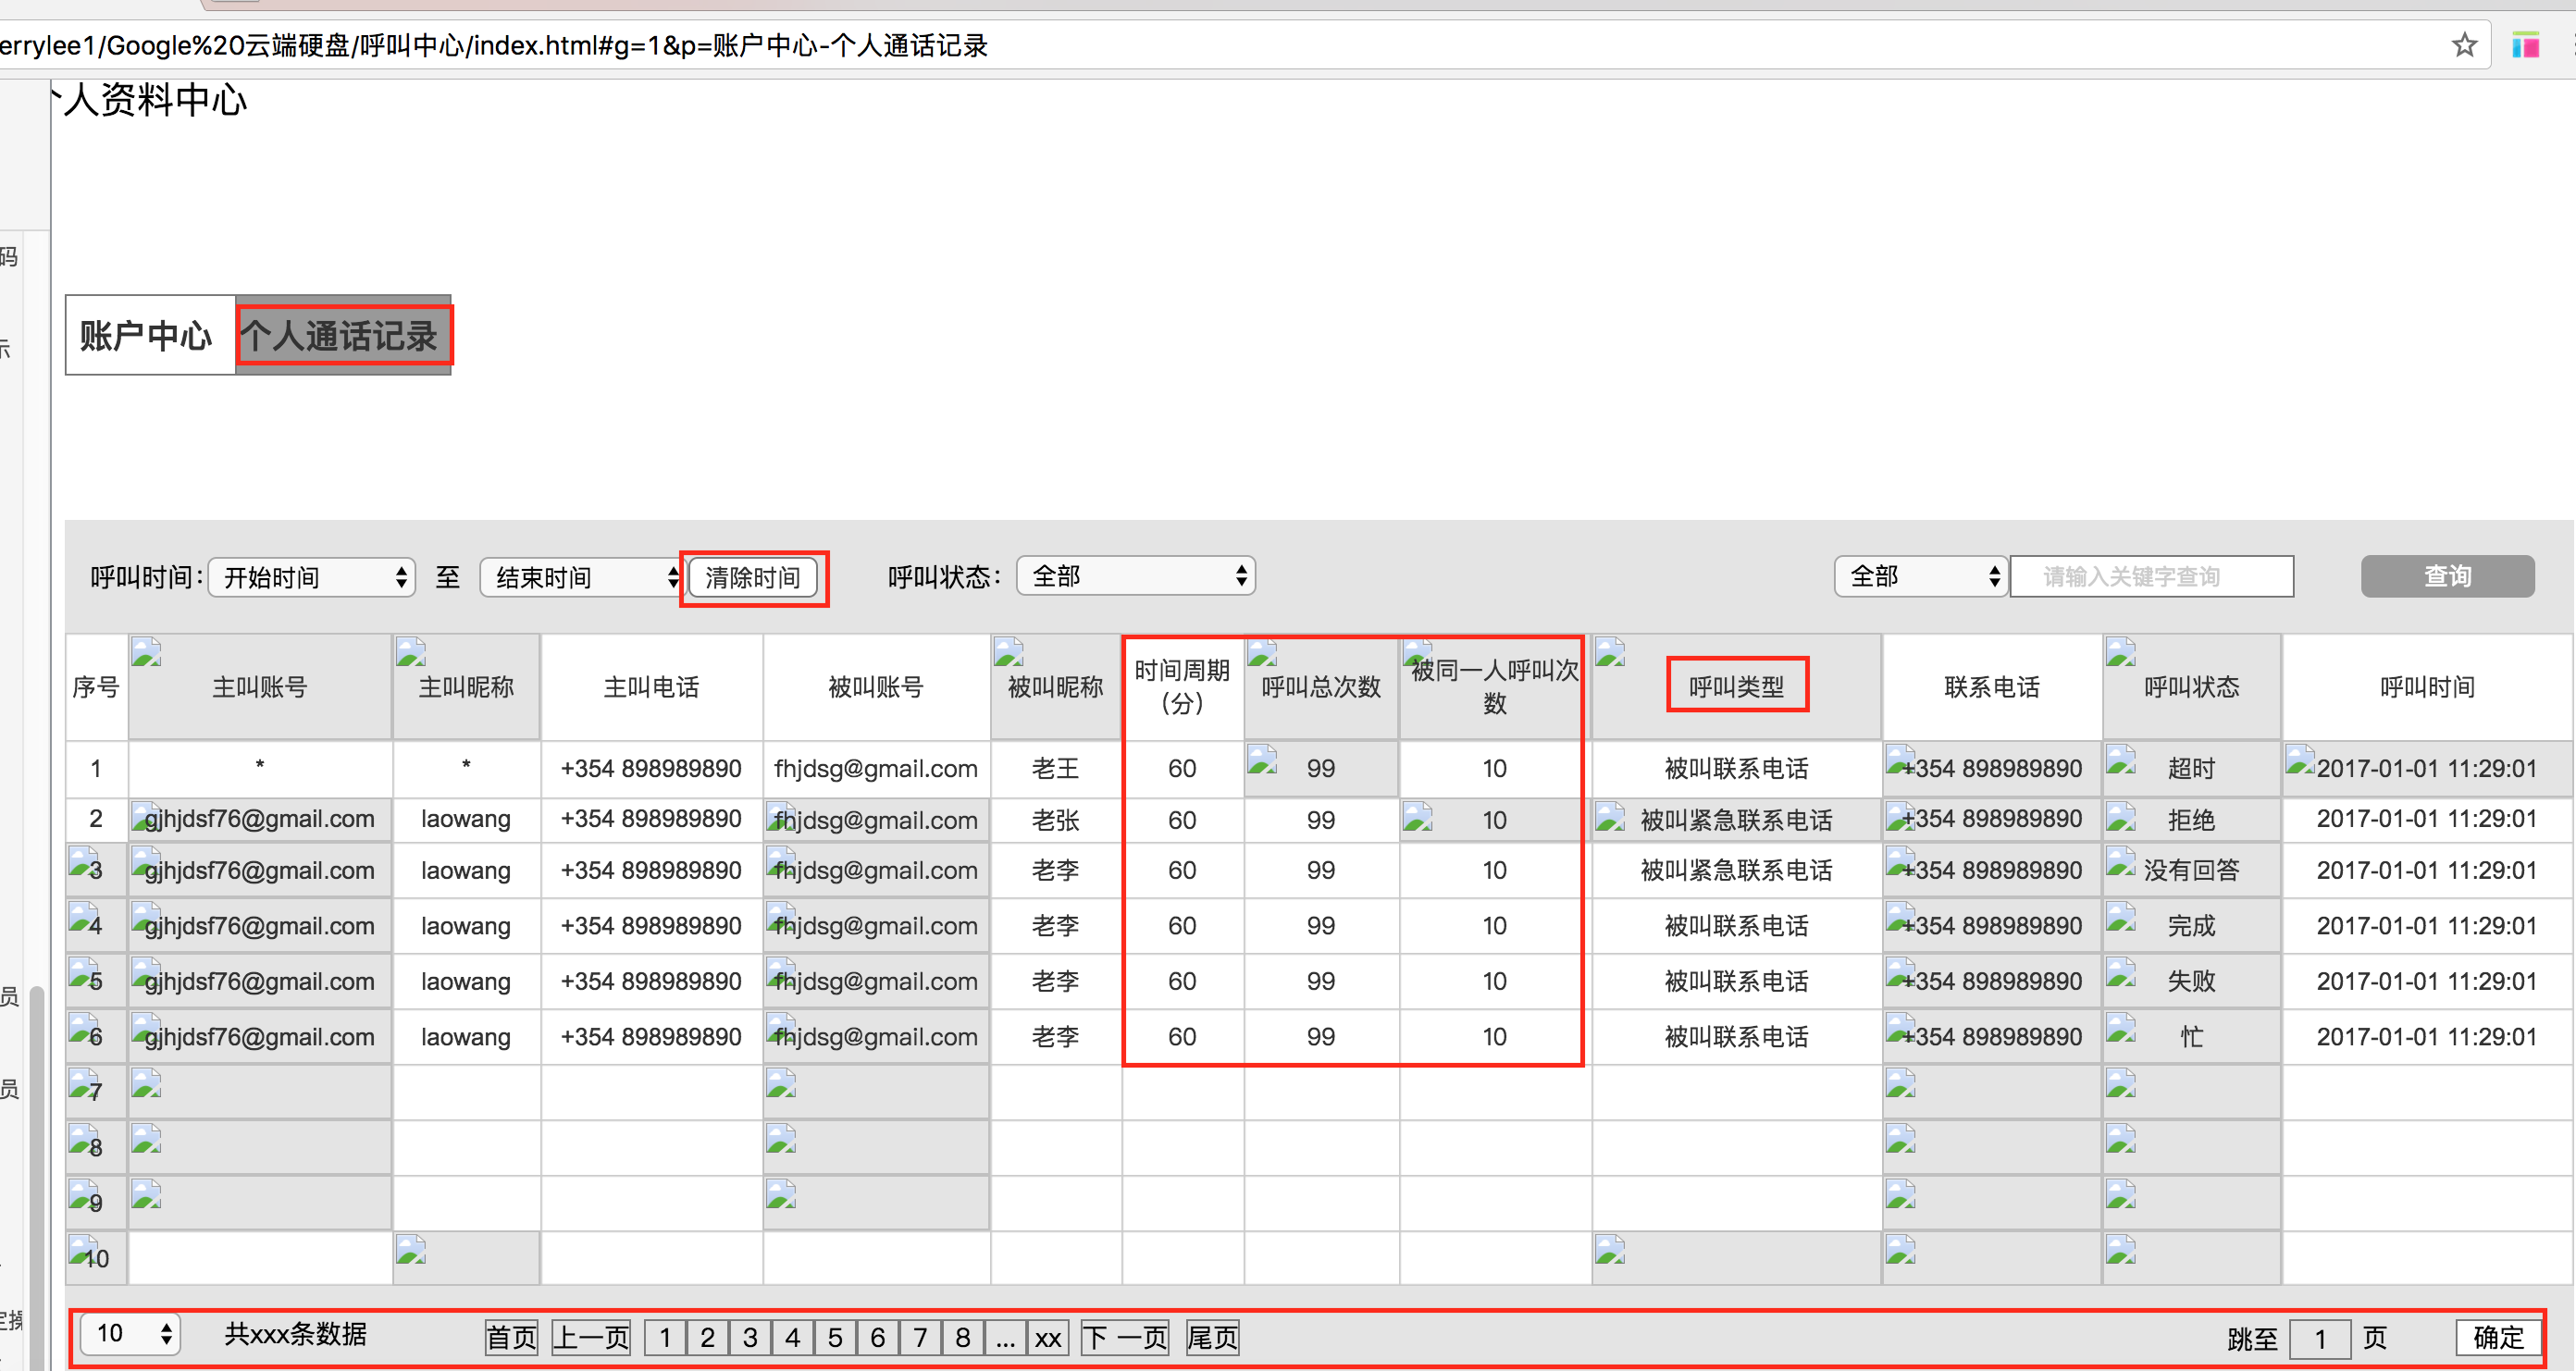 errylee1/Google%20云端硬盘/呼叫中心/index.html#g=1&p=账户中心-个人通话记录
个人资料中心
码
示
账户中心 个人通话记录
呼叫时间: 开始时间 至 结束时间 清除时间 呼叫状态: 全部 全部 请输入关键字查询 查询
序号 主叫账号 主叫昵称 主叫电话 被叫账号 被叫昵称 时间周期(分) 呼叫总次数 被同一人呼叫次数 呼叫类型 联系电话 呼叫状态 呼叫时间
1 * * +354 898989890 fhjdsg@gmail.com 老王 60 99 10 被叫联系电话 +354 898989890 超时 2017-01-01 11:29:01
2 gjhjdsf76@gmail.com laowang +354 898989890 fhjdsg@gmail.com 老张 60 99 10 被叫紧急联系电话 +354 898989890 拒绝 2017-01-01 11:29:01
3 gjhjdsf76@gmail.com laowang +354 898989890 fhjdsg@gmail.com 老李 60 99 10 被叫紧急联系电话 +354 898989890 没有回答 2017-01-01 11:29:01
4 gjhjdsf76@gmail.com laowang +354 898989890 fhjdsg@gmail.com 老李 60 99 10 被叫联系电话 +354 898989890 完成 2017-01-01 11:29:01
员
5 gjhjdsf76@gmail.com laowang +354 898989890 fhjdsg@gmail.com 老李 60 99 10 被叫联系电话 +354 898989890 失败 2017-01-01 11:29:01
6 gjhjdsf76@gmail.com laowang +354 898989890 fhjdsg@gmail.com 老李 60 99 10 被叫联系电话 +354 898989890 忙 2017-01-01 11:29:01
员
7
8
9
10
10 共xxx条数据 首页 上一页 1 2 3 4 5 6 7 8 ... xx 下一页 尾页 跳至 1 页 确定